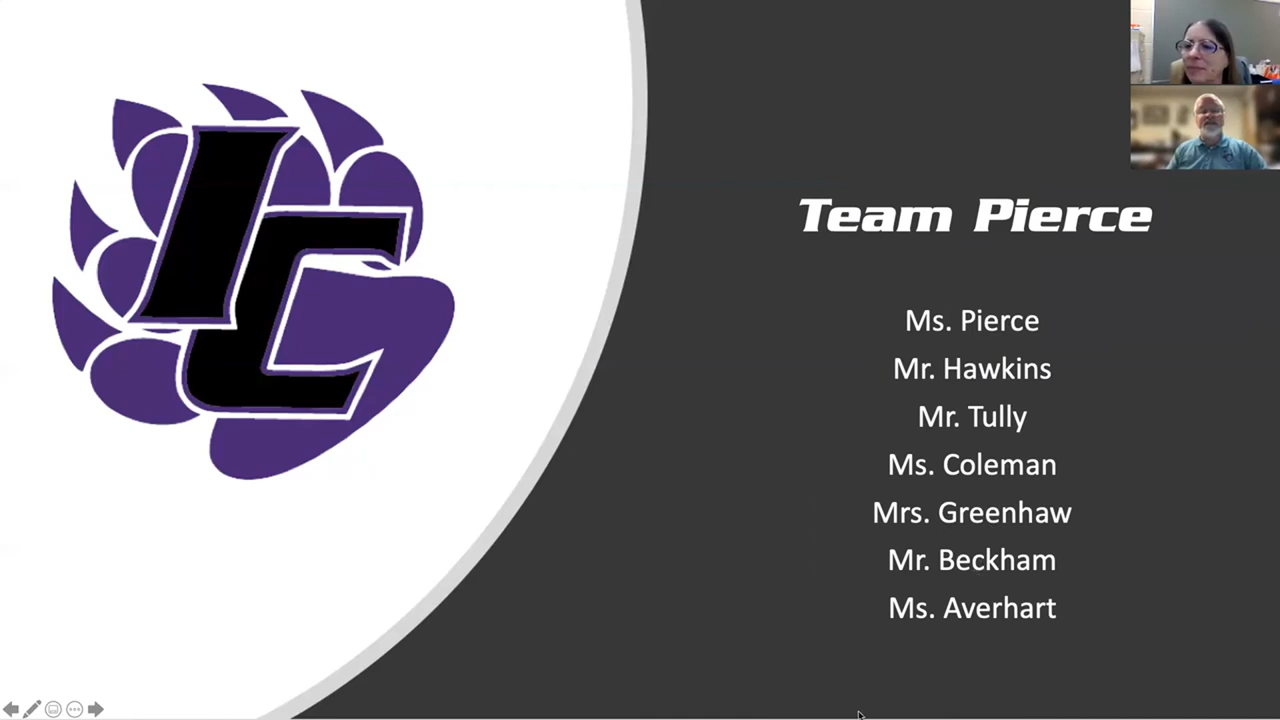 IC
Team Pierce
Ms. Pierce
Mr. Hawkins
Mr. Tully
Ms. Coleman
Mrs. Greenhaw
Mr. Beckham
Ms. Averhart